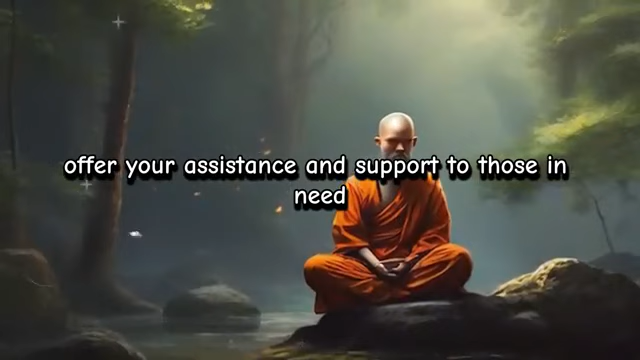 offer your assistance and support to those in
need